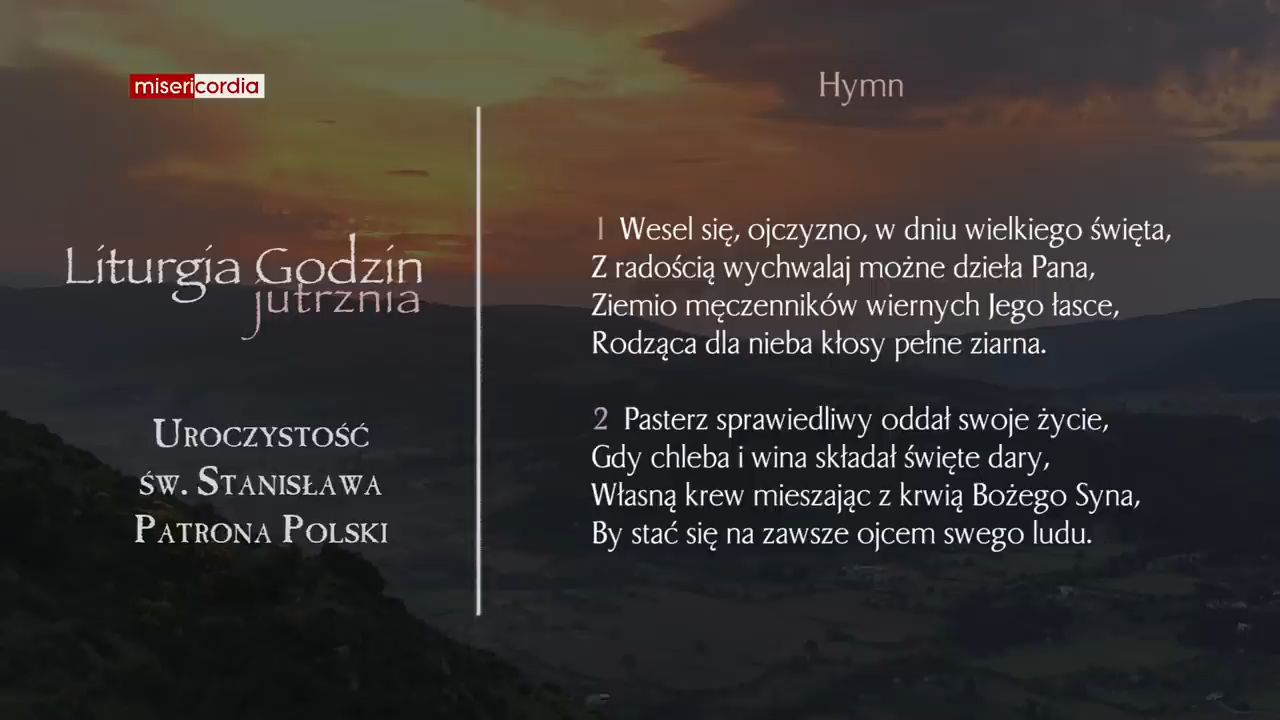 misericordia
Liturgia Godzin
jutrznia
Uroczystość
św. Stanisława
Patrona Polski
Hymn
1 Wesel się, ojczyzno, w dniu wielkiego święta,
Z radością wychwalaj możne dzieła Pana,
Ziemio męczenników wiernych Jego łasce,
Rodząca dla nieba kłosy pełne ziarna.
2 Pasterz sprawiedliwy oddał swoje życie,
Gdy chleba i wina składał święte dary,
Własną krew mieszając z krwią Bożego Syna,
By stać się na zawsze ojcem swego ludu.